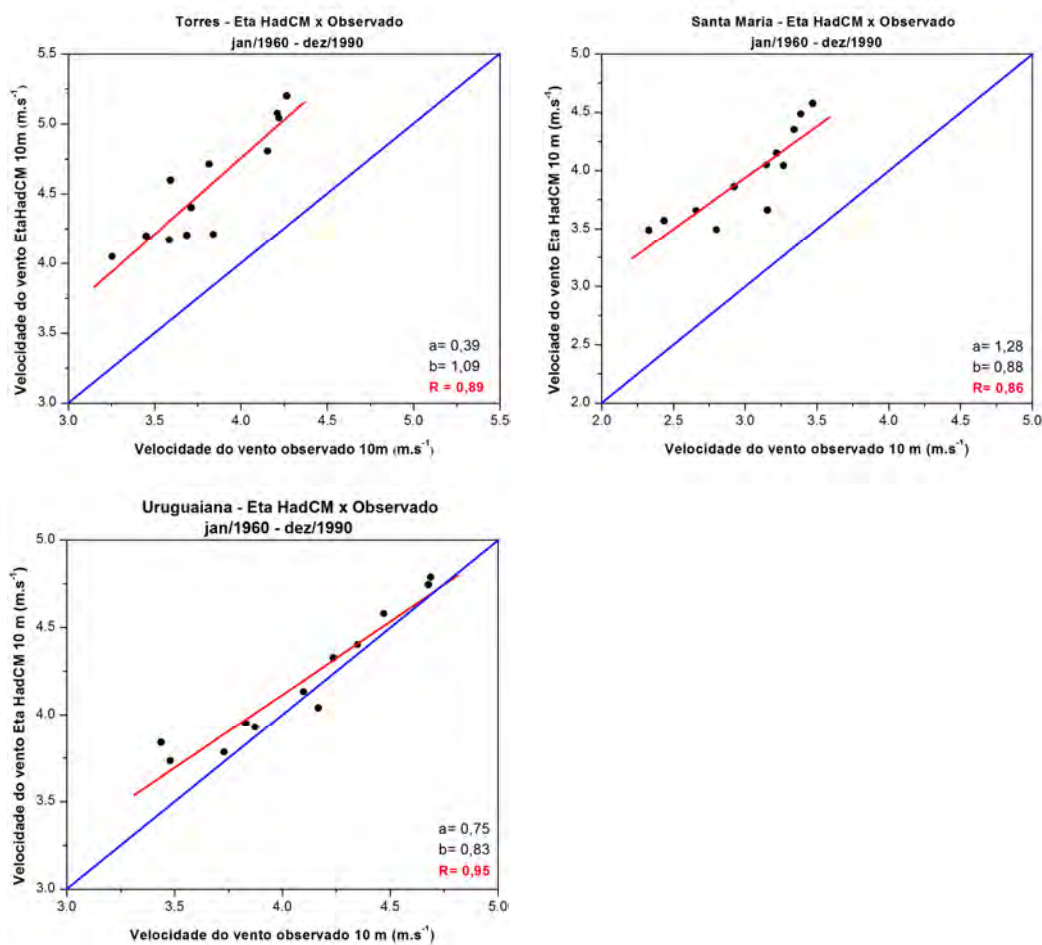 Torres - Eta HadCM x Observado
jan/1960 - dez/1990
Velocidade do vento EtaHadCM 10m (m.s⁻¹)
5.5
5.0
4.5
4.0
3.5
3.0
a= 0,39
b= 1,09
R = 0,89
3.0 3.5 4.0 4.5 5.0 5.5
Velocidade do vento observado 10m (m.s⁻¹)
Santa Maria - Eta HadCM x Observado
jan/1960 - dez/1990
Velociade do vento Eta HadCM 10 m (m.s⁻¹)
5.0
4.5
4.0
3.5
3.0
2.5
2.0
a= 1,28
b= 0,88
R= 0,86
2.0 2.5 3.0 3.5 4.0 4.5 5.0
Velocidade do vento observado 10 m (m.s⁻¹)
Uruguaiana - Eta HadCM x Observado
jan/1960 - dez/1990
Velocidade do vento Eta HadCM 10 m (m.s⁻¹)
5.0
4.5
4.0
3.5
3.0
a= 0,75
b= 0,83
R= 0,95
3.0 3.5 4.0 4.5 5.0
Velocidade do vento observado 10 m (m.s⁻¹)